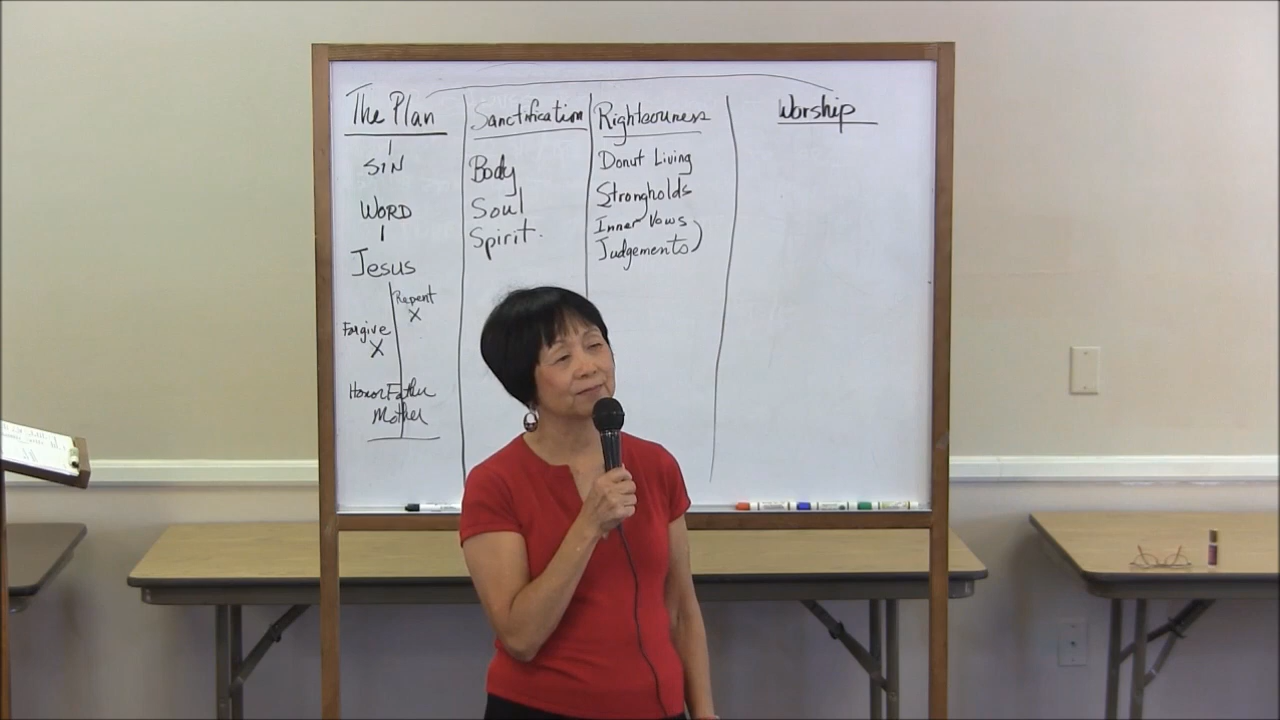 The Plan
SIN
WORD
Jesus
Repent
X
Forgive
X
Honor Father
Mother
Sanctification
Body
Soul
Spirit.
Righteouness
Donut Living
Strongholds
Inner Vows
Judgements)
Worship